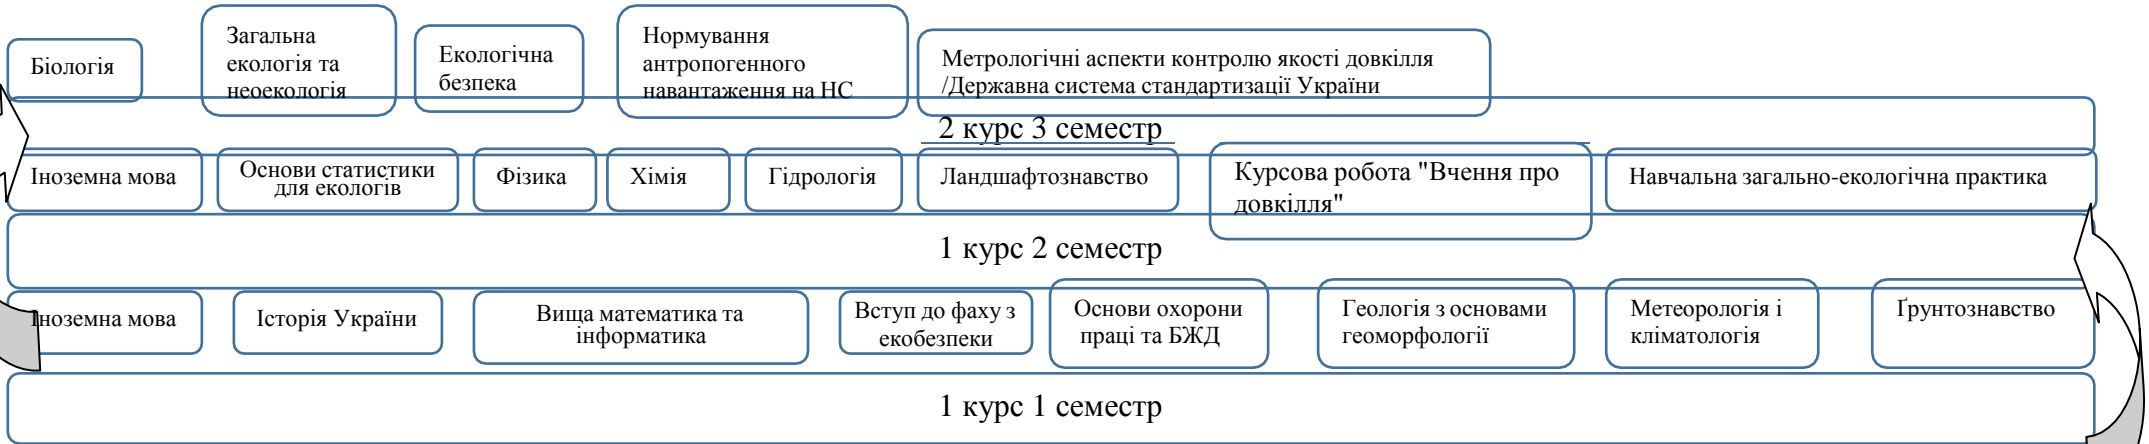 Біологія
Загальна
екологія та
неоекологія
Екологічна
безпека
Нормування
антропогенного
навантаження на НС
Метрологічні аспекти контролю якості довкілля
/Державна система стандартизації України
2 курс 3 семестр
Іноземна мова
Основи статистики
для екологів
Фізика
Хімія
Гідрологія
Ландшафтознавство
Курсова робота "Вчення про
довкілля"
Навчальна загально-екологічна практика
1 курс 2 семестр
Іноземна мова
Історія України
Вища математика та
інформатика
Вступ до фаху з
екобезпеки
Основи охорони
праці та БЖД
Геологія з основами
геоморфології
Метеорологія і
кліматологія
Ґрунтознавство
1 курс 1 семестр